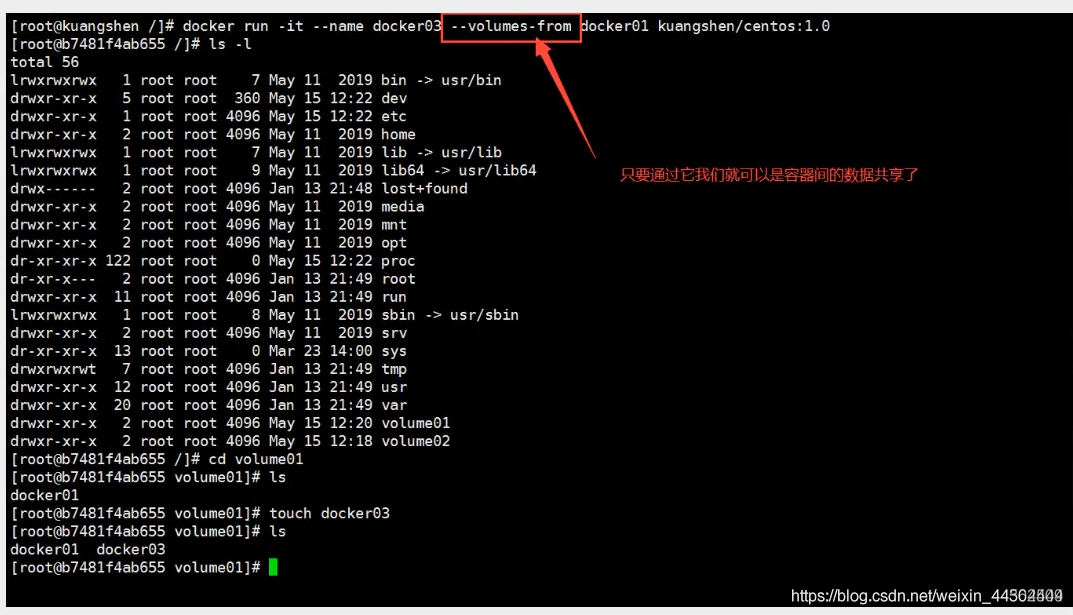 [root@kuangshen /]# docker run -it --name docker03 --volumes-from docker01 kuangshen/centos:1.0
[root@b7481f4ab655 /]# ls -l
total 56
lrwxrwxrwx   1 root root    7 May 11  2019 bin -> usr/bin
drwxr-xr-x   5 root root  360 May 15 12:22 dev
drwxr-xr-x   1 root root 4096 May 15 12:22 etc
drwxr-xr-x   2 root root 4096 May 11  2019 home
lrwxrwxrwx   1 root root    7 May 11  2019 lib -> usr/lib
lrwxrwxrwx   1 root root    9 May 11  2019 lib64 -> usr/lib64
只要通过它我们就可以是容器间的数据共享了
drwx------   2 root root 4096 Jan 13 21:48 lost+found
drwxr-xr-x   2 root root 4096 May 11  2019 media
drwxr-xr-x   2 root root 4096 May 11  2019 mnt
drwxr-xr-x   2 root root 4096 May 11  2019 opt
dr-xr-xr-x 122 root root    0 May 15 12:22 proc
dr-xr-x---   2 root root 4096 Jan 13 21:49 root
drwxr-xr-x  11 root root 4096 Jan 13 21:49 run
lrwxrwxrwx   1 root root    8 May 11  2019 sbin -> usr/sbin
drwxr-xr-x   2 root root 4096 May 11  2019 srv
dr-xr-xr-x  13 root root    0 Mar 23 14:00 sys
drwxrwxrwt   7 root root 4096 Jan 13 21:49 tmp
drwxr-xr-x  12 root root 4096 Jan 13 21:49 usr
drwxr-xr-x  20 root root 4096 Jan 13 21:49 var
drwxr-xr-x   2 root root 4096 May 15 12:20 volume01
drwxr-xr-x   2 root root 4096 May 15 12:18 volume02
[root@b7481f4ab655 /]# cd volume01
[root@b7481f4ab655 volume01]# ls
docker01
[root@b7481f4ab655 volume01]# touch docker03
[root@b7481f4ab655 volume01]# ls
docker01  docker03
[root@b7481f4ab655 volume01]#